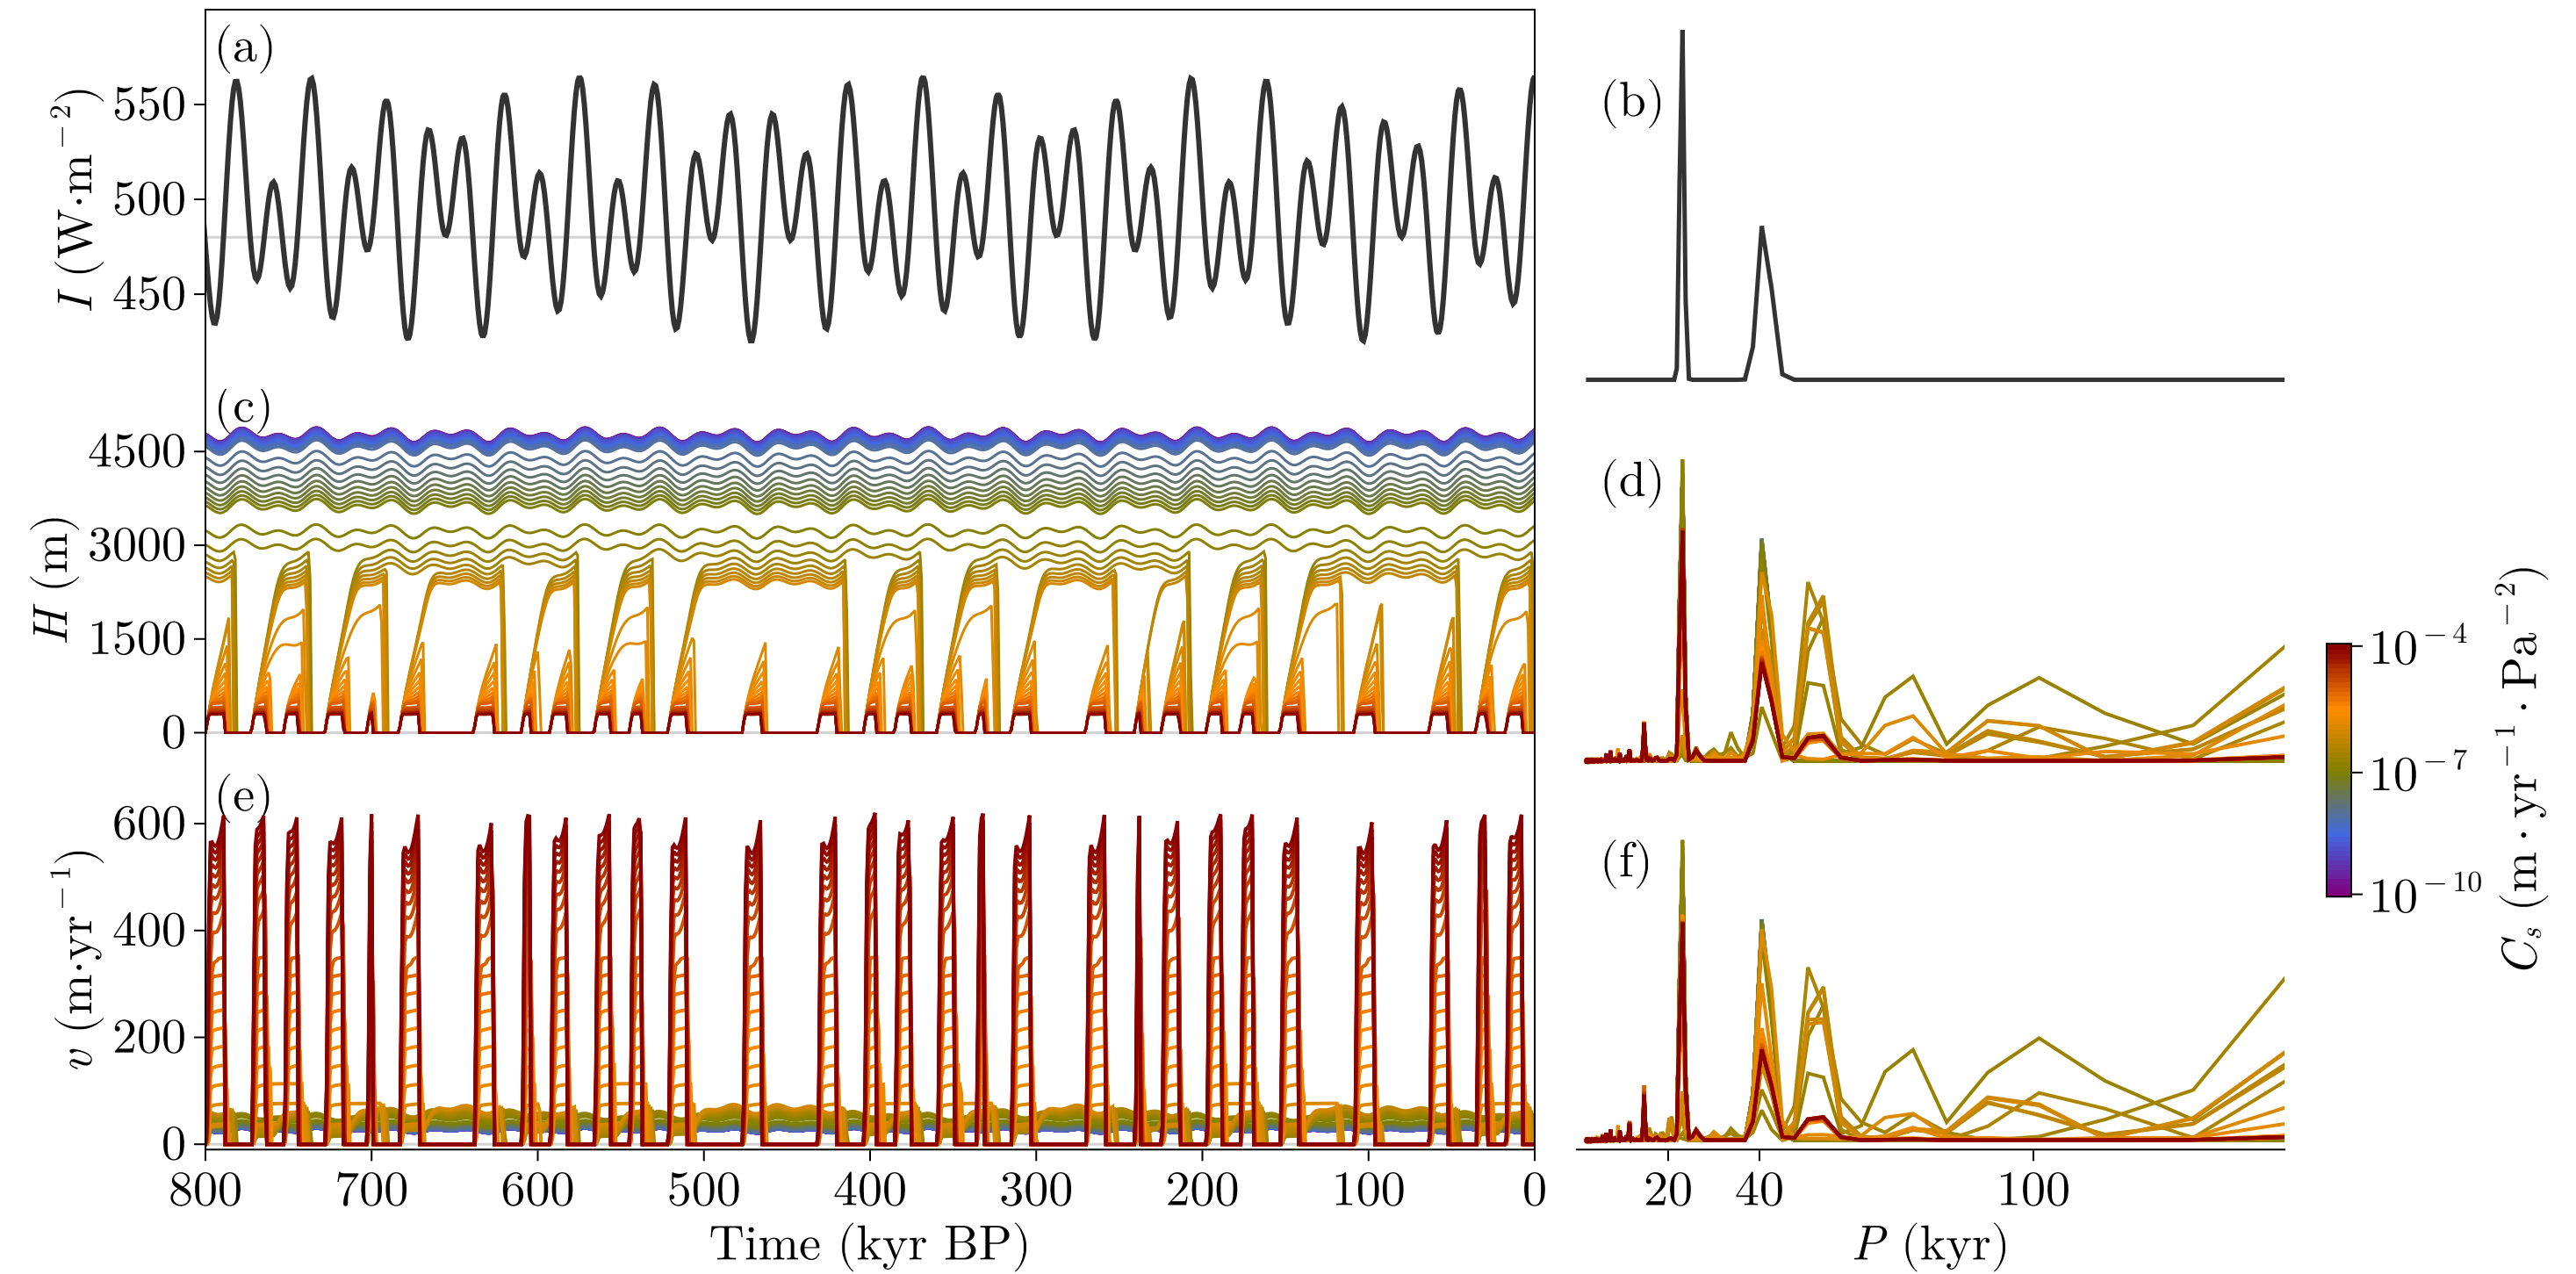 (a)
I (W·m⁻²)
550
500
450
(b)
(c)
H (m)
4500
3000
1500
0
(d)
(e)
v (m·yr⁻¹)
600
400
200
0
(f)
800 700 600 500 400 300 200 100 0
Time (kyr BP)
20 40 100
P (kyr)
10⁻⁴
10⁻⁷
10⁻¹⁰
Cₛ (m·yr⁻¹·Pa⁻²)